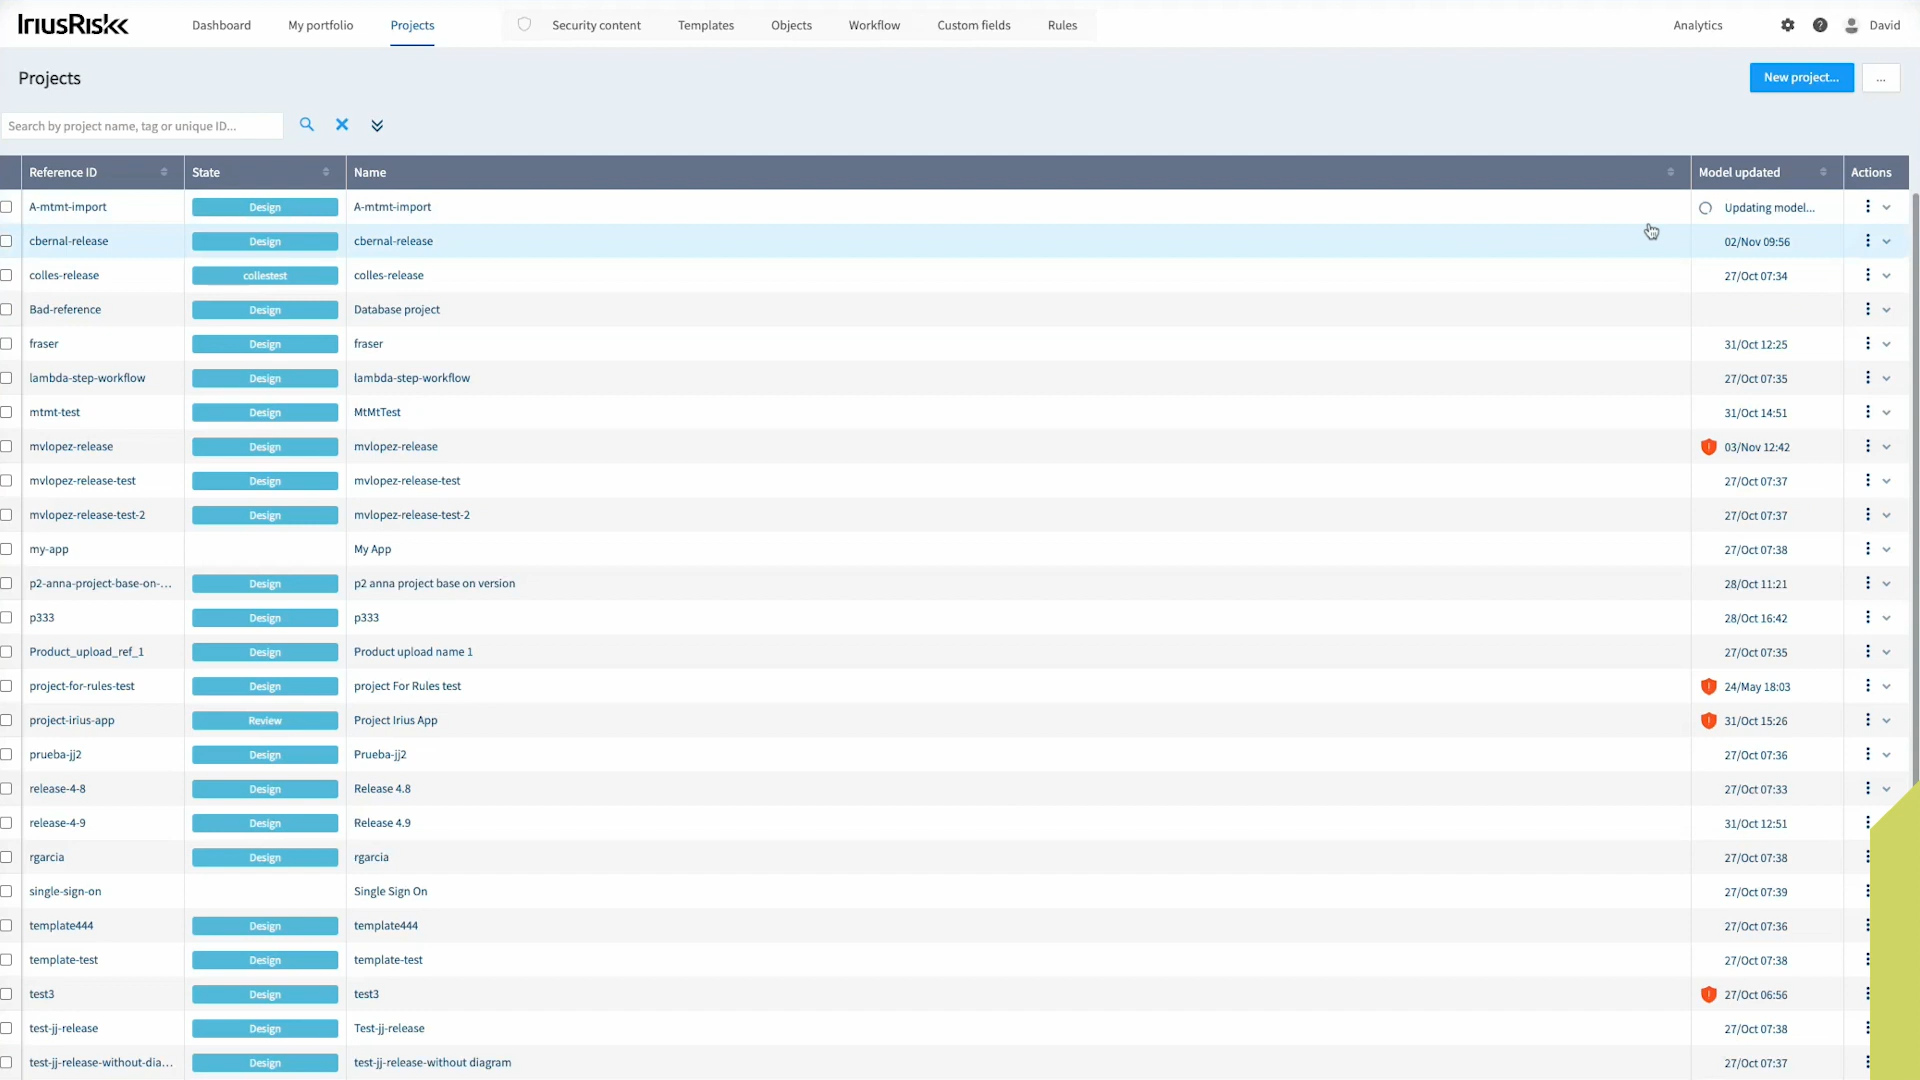 IriusRisk
Dashboard My portfolio Projects Security content Templates Objects Workflow Custom fields Rules Analytics David
Projects New project... ...
Search by project name, tag or unique ID...
Reference ID State Name Model updated Actions
A-mtmt-import Design A-mtmt-import Updating model...
cbernal-release Design cbernal-release 02/Nov 09:56
colles-release collestest colles-release 27/Oct 07:34
Bad-reference Design Database project
fraser Design fraser 31/Oct 12:25
lambda-step-workflow Design lambda-step-workflow 27/Oct 07:35
mtmt-test Design MtMtTest 31/Oct 14:51
mvlopez-release Design mvlopez-release 03/Nov 12:42
mvlopez-release-test Design mvlopez-release-test 27/Oct 07:37
mvlopez-release-test-2 Design mvlopez-release-test-2 27/Oct 07:37
my-app My App 27/Oct 07:38
p2-anna-project-base-on-... Design p2 anna project base on version 28/Oct 11:21
p333 Design p333 28/Oct 16:42
Product_upload_ref_1 Design Product upload name 1 27/Oct 07:35
project-for-rules-test Design project For Rules test 24/May 18:03
project-irius-app Review Project Irius App 31/Oct 15:26
prueba-jj2 Design Prueba-jj2 27/Oct 07:36
release-4-8 Design Release 4.8 27/Oct 07:33
release-4-9 Design Release 4.9 31/Oct 12:51
rgarcia Design rgarcia 27/Oct 07:38
single-sign-on Single Sign On 27/Oct 07:39
template444 Design template444 27/Oct 07:36
template-test Design template-test 27/Oct 07:38
test3 Design test3 27/Oct 06:56
test-jj-release Design Test-jj-release 27/Oct 07:38
test-jj-release-without-dia... Design test-jj-release-without diagram 27/Oct 07:37